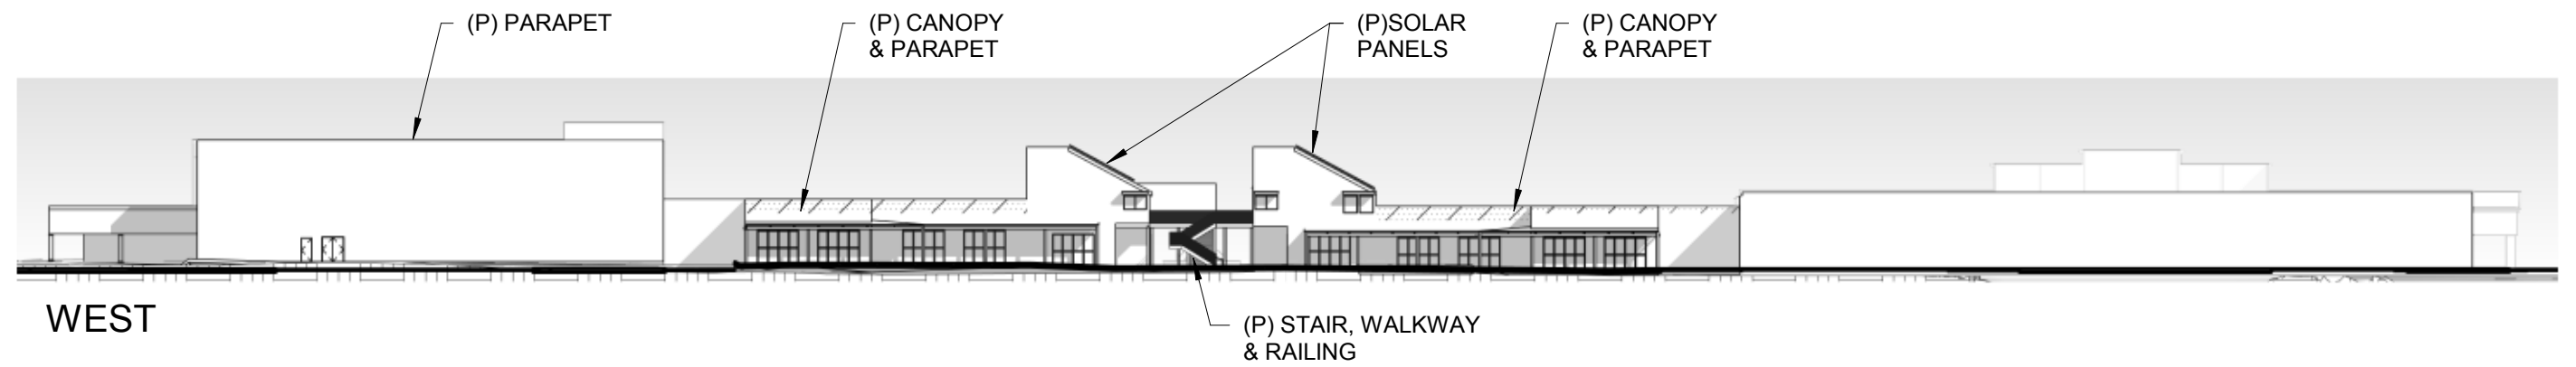 (P) PARAPET
(P) CANOPY
& PARAPET
(P)SOLAR
PANELS
(P) CANOPY
& PARAPET
WEST
(P) STAIR, WALKWAY
& RAILING